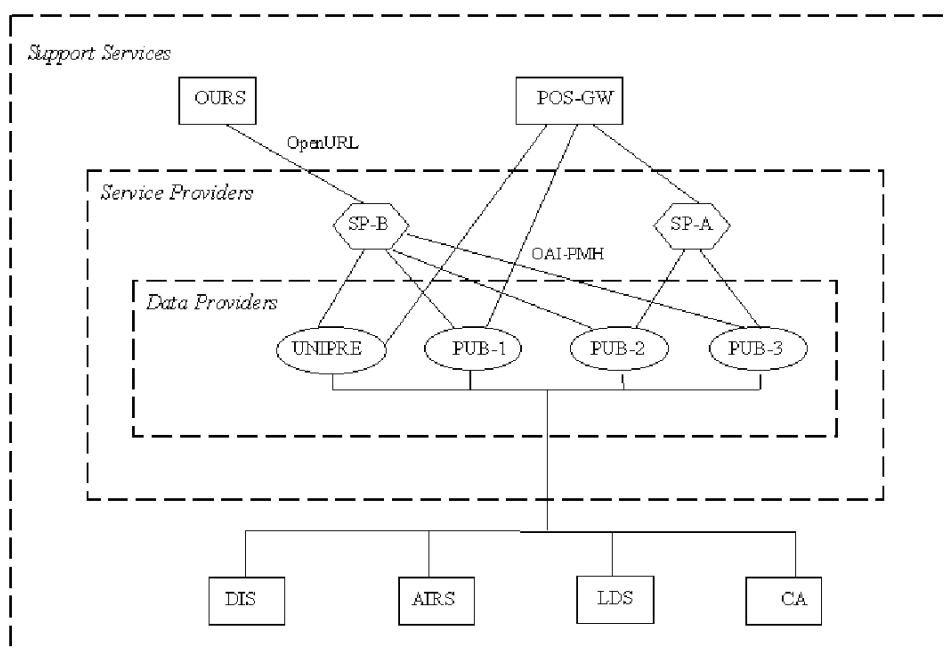 Support Services
OURS
POS-GW
OpenURL
Service Providers
SP-B
SP-A
OAI-PMH
Data Providers
UNIPRE
PUB-1
PUB-2
PUB-3
DIS
AIRS
LDS
CA